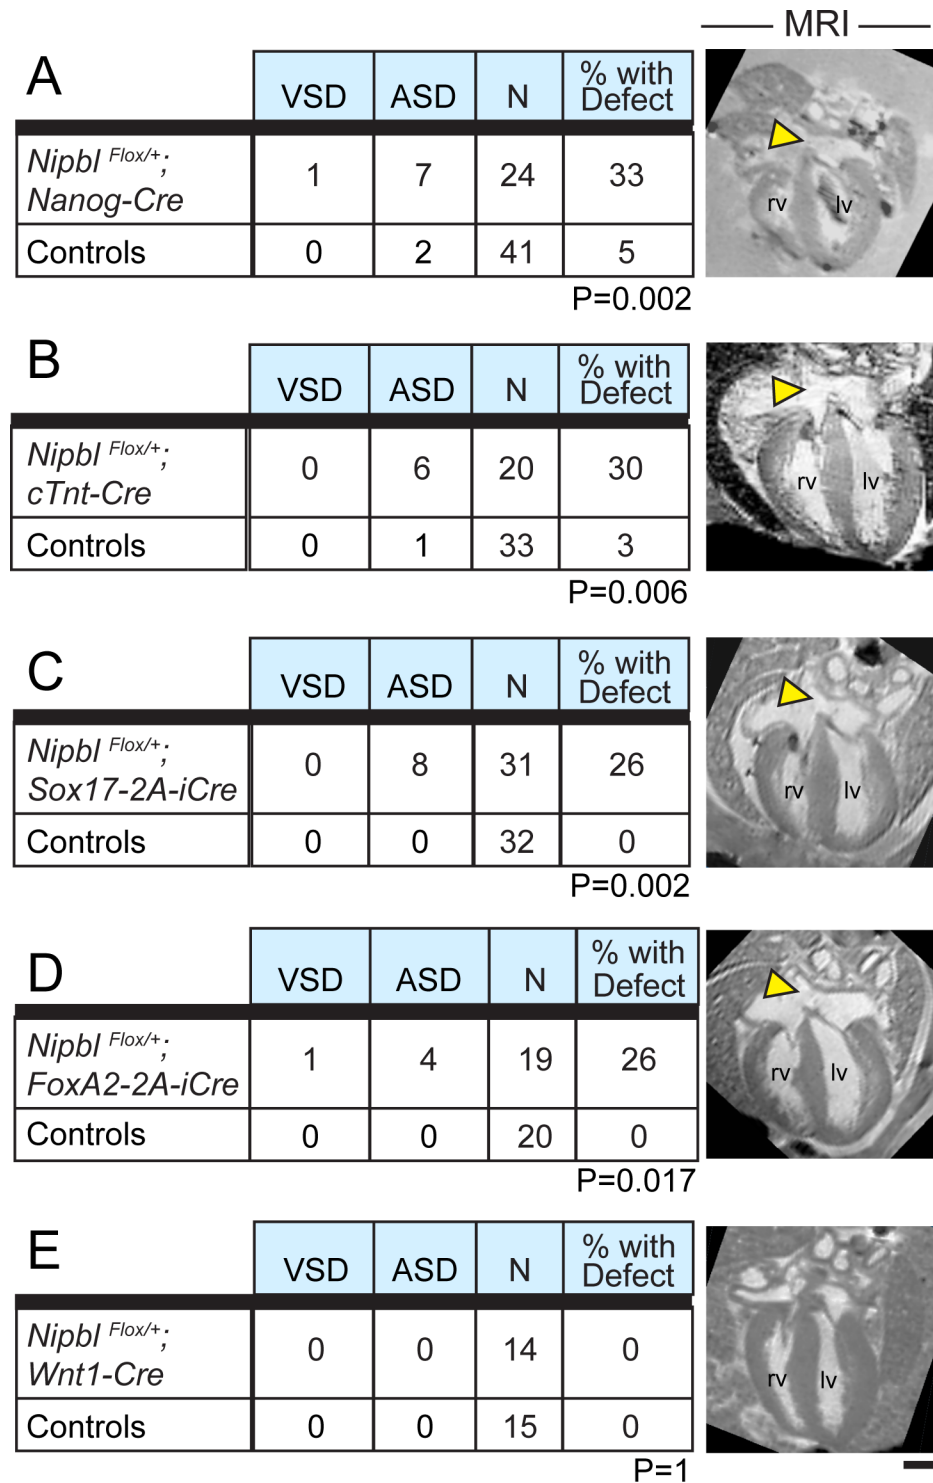 MRI
A
VSD ASD N % with Defect
Nipbl Flox/+; Nanog-Cre 1 7 24 33
Controls 0 2 41 5
P=0.002
rv lv
B
VSD ASD N % with Defect
Nipbl Flox/+; cTnt-Cre 0 6 20 30
Controls 0 1 33 3
P=0.006
rv lv
C
VSD ASD N % with Defect
Nipbl Flox/+; Sox17-2A-iCre 0 8 31 26
Controls 0 0 32 0
P=0.002
rv lv
D
VSD ASD N % with Defect
Nipbl Flox/+; FoxA2-2A-iCre 1 4 19 26
Controls 0 0 20 0
P=0.017
rv lv
E
VSD ASD N % with Defect
Nipbl Flox/+; Wnt1-Cre 0 0 14 0
Controls 0 0 15 0
P=1
rv lv